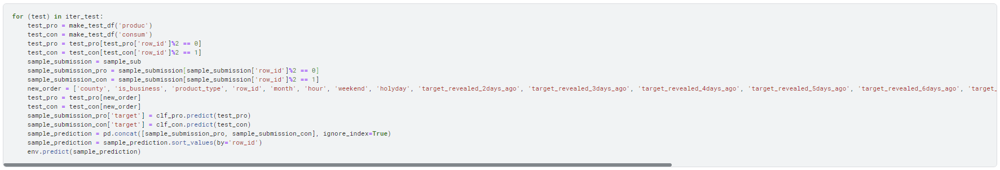 for (test) in iter_test:
    test_pro = make_test_df('produc')
    test_con = make_test_df('consum')
    test_pro = test_pro[test_pro['row_id']%2 == 0]
    test_con = test_con[test_con['row_id']%2 == 1]
    sample_submission = sample_sub
    sample_submission_pro = sample_submission[sample_submission['row_id']%2 == 0]
    sample_submission_con = sample_submission[sample_submission['row_id']%2 == 1]
    new_order = ['county', 'is_business', 'product_type', 'row_id', 'month', 'hour', 'weekend', 'holyday', 'target_revealed_2days_ago', 'target_revealed_3days_ago', 'target_revealed_4days_ago', 'target_revealed_5days_ago', 'target_revealed_6days_ago', 'target_
    test_pro = test_pro[new_order]
    test_con = test_con[new_order]
    sample_submission_pro['target'] = clf_pro.predict(test_pro)
    sample_submission_con['target'] = clf_con.predict(test_con)
    sample_prediction = pd.concat([sample_submission_pro, sample_submission_con], ignore_index=True)
    sample_prediction = sample_prediction.sort_values(by='row_id')
    env.predict(sample_prediction)